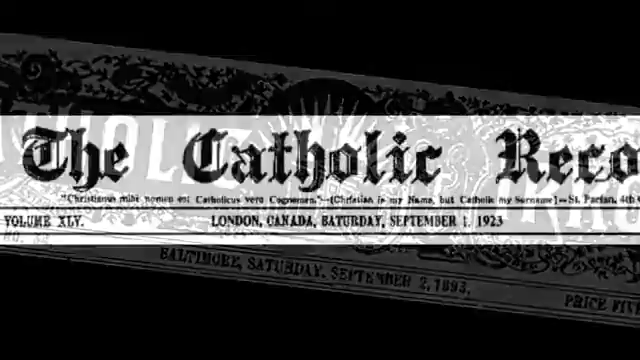 The Catholic Reco
"Christianus mihi nomen est Catholicus vero Cognomen."—(Christian is my Name, but Catholic my Surname)—St. Pacian, 4th
VOLUME XLV. LONDON, CANADA, SATURDAY, SEPTEMBER 1, 1923
BALTIMORE, SATURDAY, SEPTEMBER 2, 1893.
PRICE FIVE